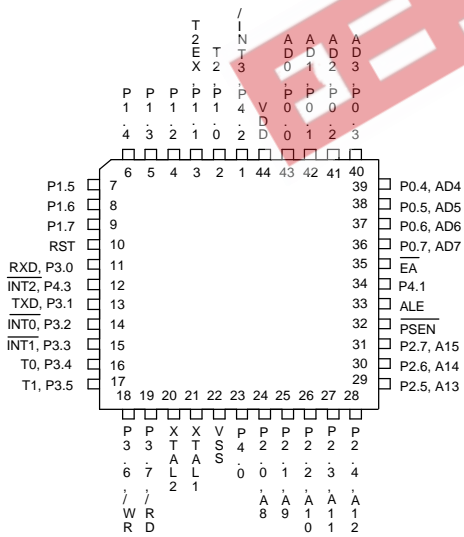 P1.4
P1.3
P1.2
T2EX, P1.1
T2, P1.0
/INT3, P4.2
VDD
AD0, P0.0
AD1, P0.1
AD2, P0.2
AD3, P0.3
6 5 4 3 2 1 44 43 42 41 40
P1.5 7
P1.6 8
P1.7 9
RST 10
RXD, P3.0 11
INT2, P4.3 12
TXD, P3.1 13
INT0, P3.2 14
INT1, P3.3 15
T0, P3.4 16
T1, P3.5 17
39 P0.4, AD4
38 P0.5, AD5
37 P0.6, AD6
36 P0.7, AD7
35 EA
34 P4.1
33 ALE
32 PSEN
31 P2.7, A15
30 P2.6, A14
29 P2.5, A13
18 19 20 21 22 23 24 25 26 27 28
P3.6, /WR
P3.7, /RD
XTAL2
XTAL1
VSS
P4.0
P2.0, A8
P2.1, A9
P2.2, A10
P2.3, A11
P2.4, A12